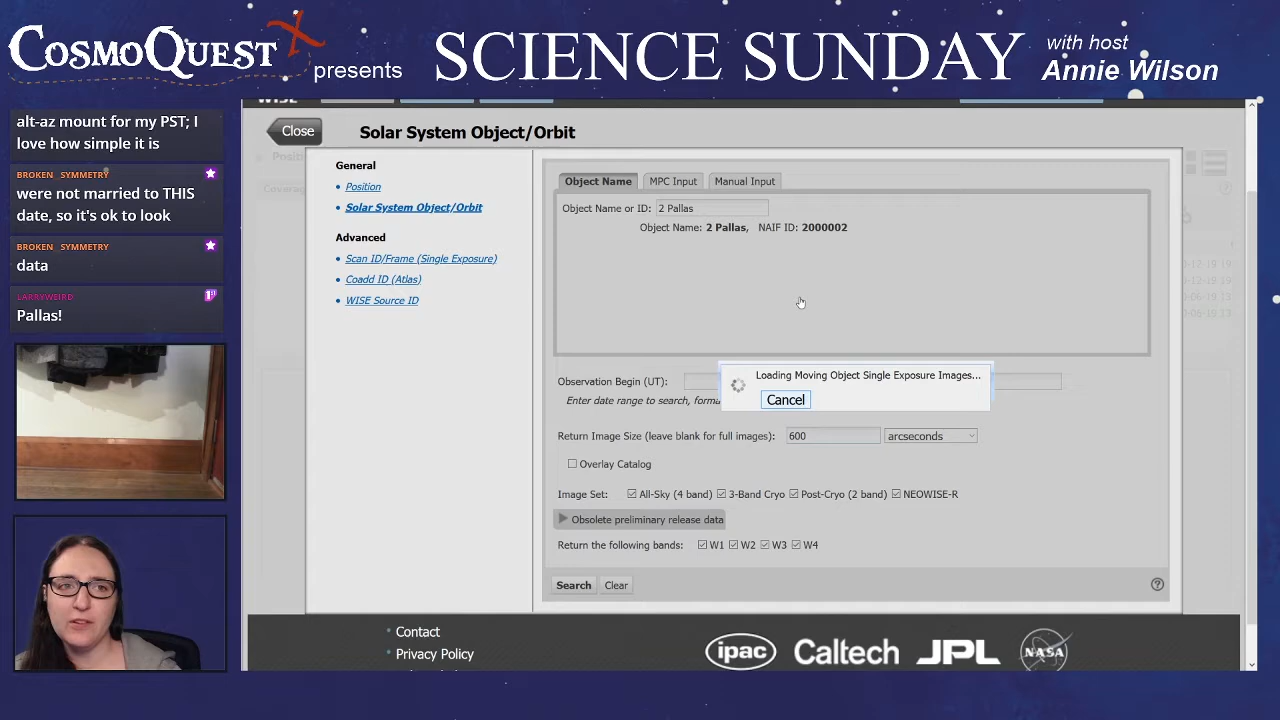 CosmoQuest X
presents
SCIENCE SUNDAY
with host
Annie Wilson
alt-az mount for my PST; I
love how simple it is
BROKEN_SYMMETRY
were not married to THIS
date, so it's ok to look
BROKEN_SYMMETRY
data
LARRYWEIRD
Pallas!
WISE
Close
Solar System Object/Orbit
General
Position
Solar System Object/Orbit
Advanced
Scan ID/Frame (Single Exposure)
Coadd ID (Atlas)
WISE Source ID
Object Name MPC Input Manual Input
Object Name or ID: 2 Pallas
Object Name: 2 Pallas, NAIF ID: 2000002
Loading Moving Object Single Exposure Images...
Cancel
Observation Begin (UT):
Enter date range to search, forma
Return Image Size (leave blank for full images): 600 arcseconds
Overlay Catalog
Image Set: All-Sky (4 band) 3-Band Cryo Post-Cryo (2 band) NEOWISE-R
Obsolete preliminary release data
Return the following bands: W1 W2 W3 W4
Search Clear
Contact
Privacy Policy
ipac Caltech JPL NASA